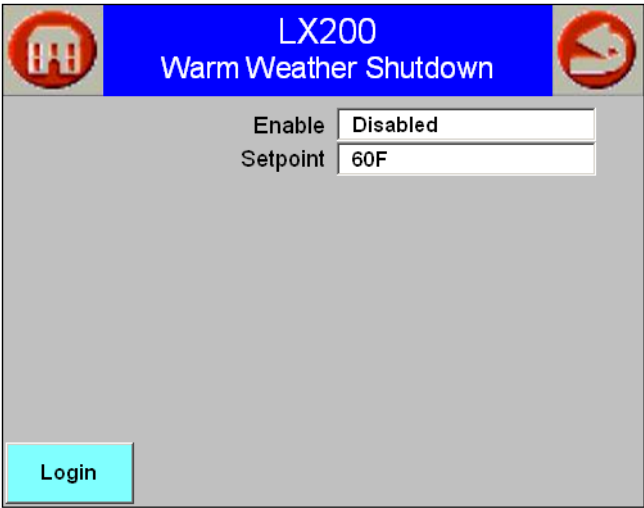 LX200
Warm Weather Shutdown
Enable Disabled
Setpoint 60F
Login